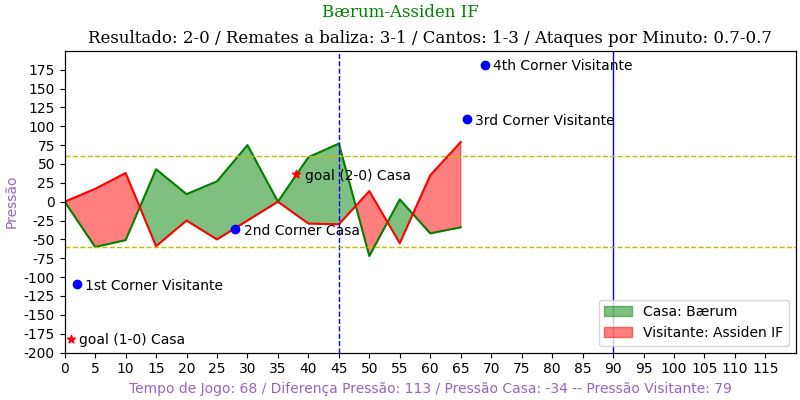 Bærum-Assiden IF
Resultado: 2-0 / Remates a baliza: 3-1 / Cantos: 1-3 / Ataques por Minuto: 0.7-0.7
Pressão
175
150
125
100
75
50
25
0
-25
-50
-75
-100
-125
-150
-175
-200
4th Corner Visitante
3rd Corner Visitante
goal (2-0) Casa
2nd Corner Casa
1st Corner Visitante
goal (1-0) Casa
Casa: Bærum
Visitante: Assiden IF
0 5 10 15 20 25 30 35 40 45 50 55 60 65 70 75 80 85 90 95 100 105 110 115
Tempo de Jogo: 68 / Diferença Pressão: 113 / Pressão Casa: -34 -- Pressão Visitante: 79